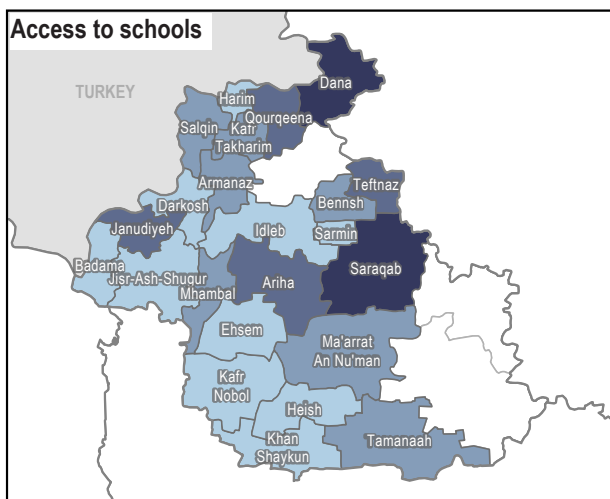 Access to schools
TURKEY
Dana
Harim
Qourqeena
Salqin
Kafr
Takharim
Armanaz
Teftnaz
Bennsh
Darkosh
Janudiyeh
Idleb
Sarmin
Badama
Jisr-Ash-Shugur
Mhambal
Ariha
Saraqab
Ehsem
Ma'arrat
An Nu'man
Kafr
Nobol
Heish
Khan
Shaykun
Tamanaah